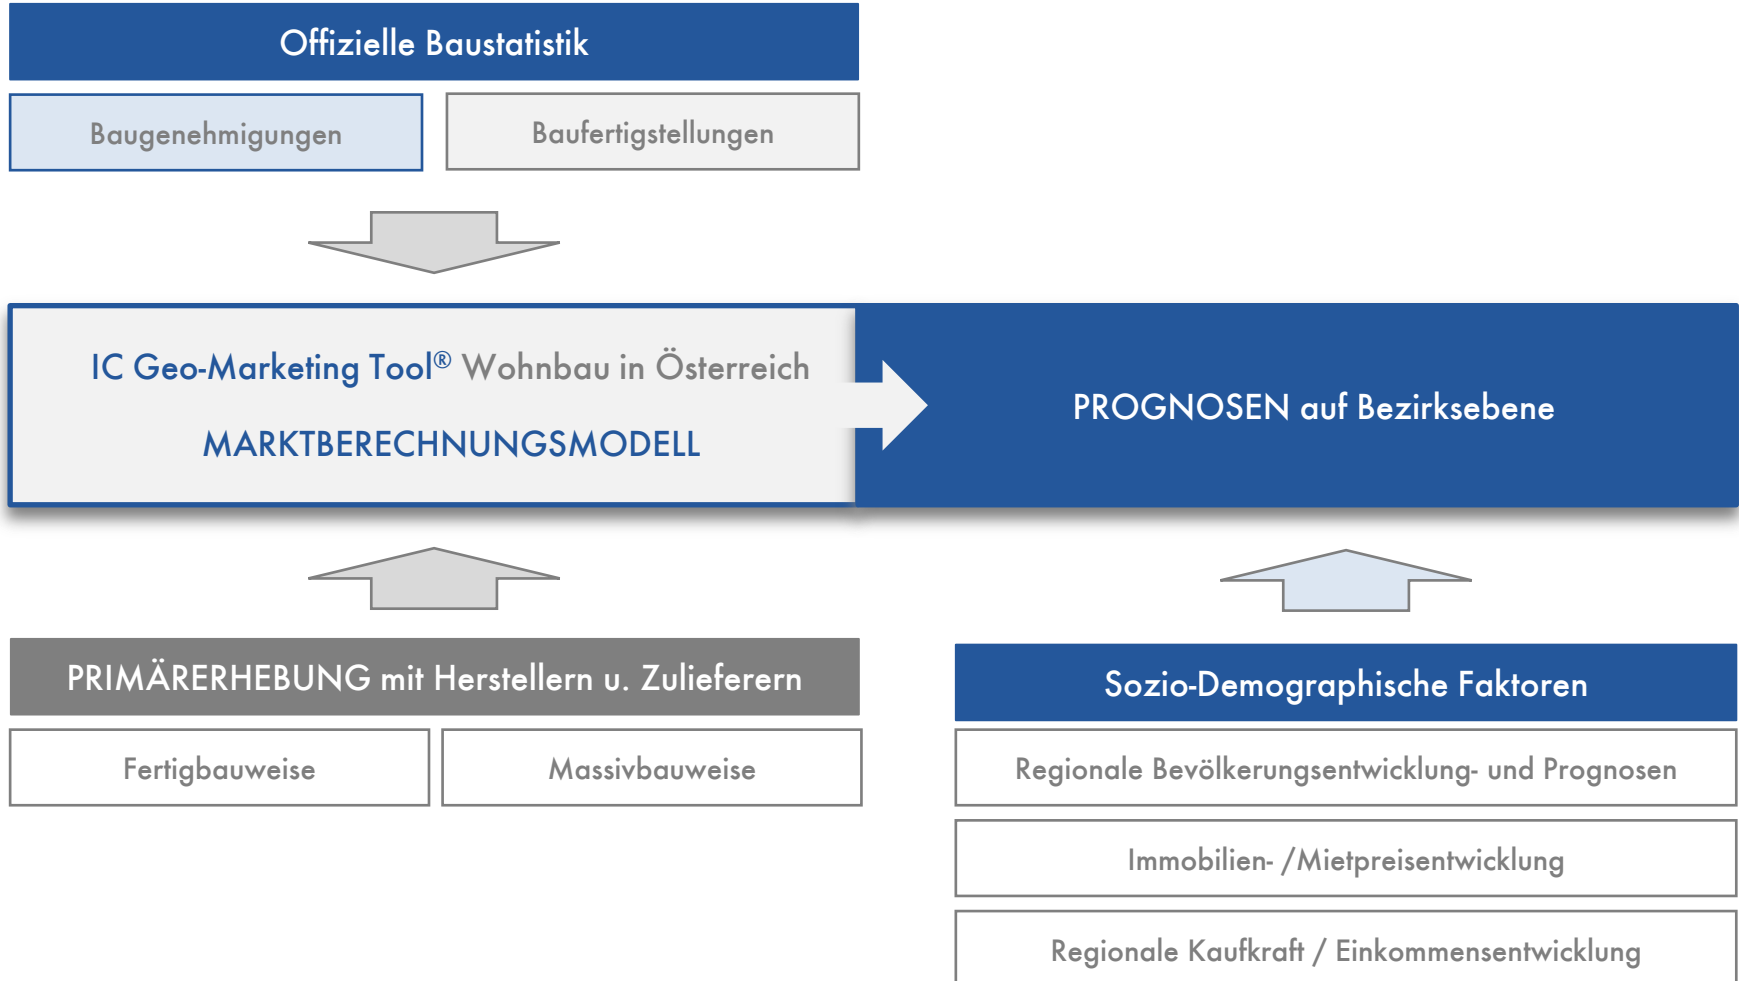 Offizielle Baustatistik
Baugenehmigungen
Baufertigstellungen
IC Geo-Marketing Tool® Wohnbau in Österreich
MARKTBERECHNUNGSMODELL
PROGNOSEN auf Bezirksebene
PRIMÄRERHEBUNG mit Herstellern u. Zulieferern
Fertigbauweise
Massivbauweise
Sozio-Demographische Faktoren
Regionale Bevölkerungsentwicklung- und Prognosen
Immobilien- /Mietpreisentwicklung
Regionale Kaufkraft / Einkommensentwicklung